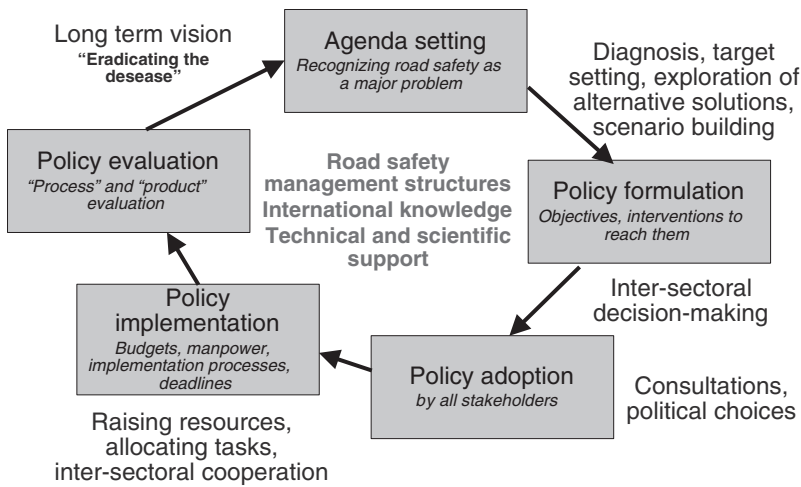 Long term vision
“Eradicating the
desease”
Agenda setting
Recognizing road safety as
a major problem
Diagnosis, target
setting, exploration of
alternative solutions,
scenario building
Policy evaluation
“Process” and “product”
evaluation
Road safety
management structures
International knowledge
Technical and scientific
support
Policy formulation
Objectives, interventions to
reach them
Inter-sectoral
decision-making
Policy
implementation
Budgets, manpower,
implementation processes,
deadlines
Policy adoption
by all stakeholders
Consultations,
political choices
Raising resources,
allocating tasks,
inter-sectoral cooperation